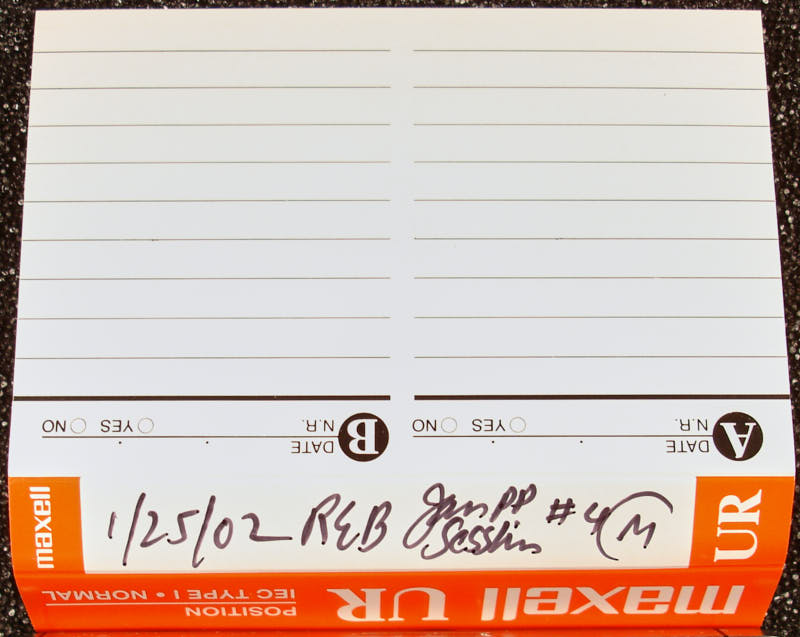 B DATE
N.R. YES NO
A DATE
N.R. YES NO
maxell 1/25/02 REB Jam PP #4 (M UR
Session
maxell UR POSITION
IEC TYPE I • NORMAL